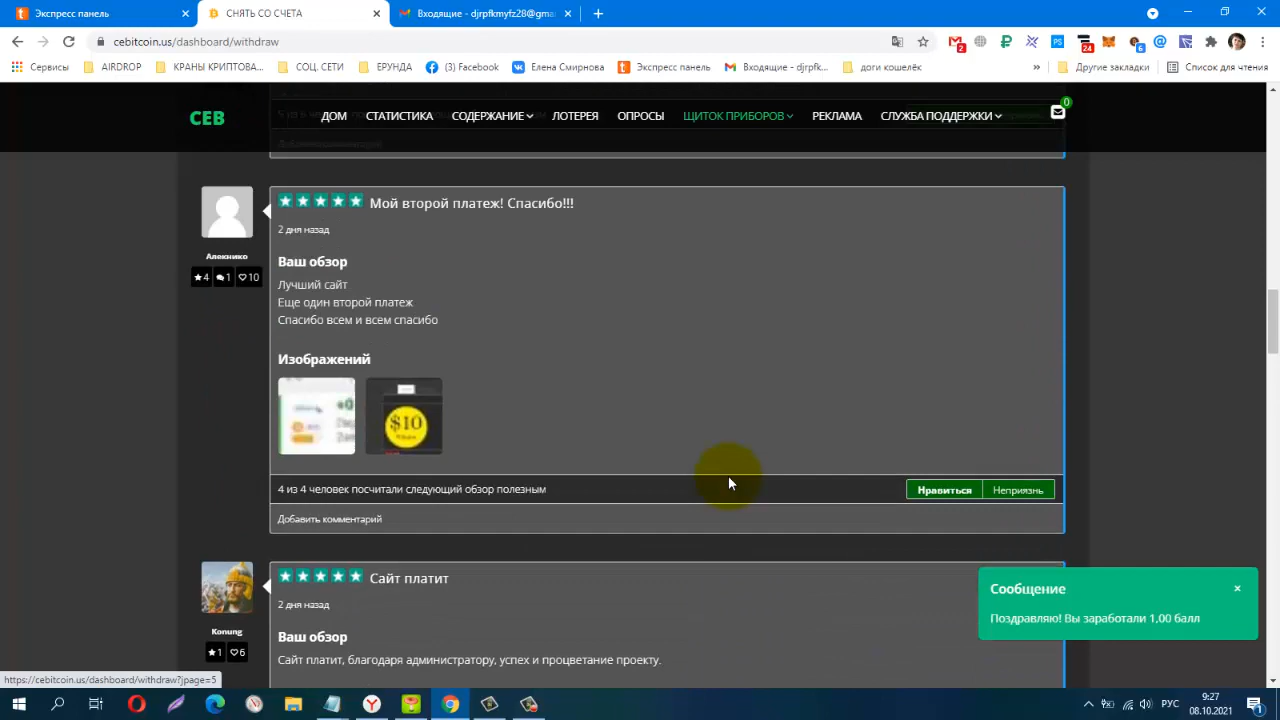 Экспресс панель
СНЯТЬ СО СЧЕТА
Входящие - djrpfkmyfz28@gma
cebitcoin.us/dashboard/withdraw
Сервисы
AIRDROP
КРАНЫ КРИПТОВА...
СОЦ. СЕТИ
ЕРУНДА
(3) Facebook
Елена Смирнова
Экспресс панель
Входящие - djrpfk...
доги кошелёк
Другие закладки
Список для чтения
CEB
ДОМ
СТАТИСТИКА
СОДЕРЖАНИЕ
ЛОТЕРЕЯ
ОПРОСЫ
ЩИТОК ПРИБОРОВ
РЕКЛАМА
СЛУЖБА ПОДДЕРЖКИ
0
Мой второй платеж! Спасибо!!!
2 дня назад
Алекнико
4 1 10
Ваш обзор
Лучший сайт
Еще один второй платеж
Спасибо всем и всем спасибо
Изображений
$10
4 из 4 человек посчитали следующий обзор полезным
Нравиться
Неприязнь
Добавить комментарий
Сайт платит
2 дня назад
Konung
1 6
Ваш обзор
Сайт платит, благодаря администратору, успех и процветание проекту.
Сообщение
×
Поздравляю! Вы заработали 1,00 балл
https://cebitcoin.us/dashboard/withdraw?jpage=5
РУС
9:27
08.10.2021